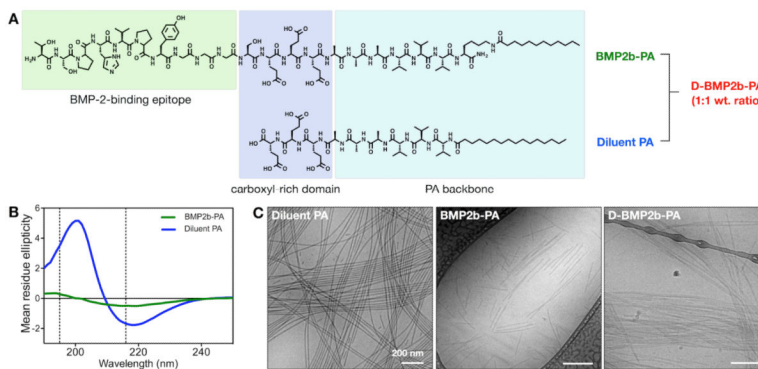 A
BMP-2-binding epitope
carboxyl-rich domain
PA backbone
BMP2b-PA
D-BMP2b-PA
(1:1 wt. ratio)
Diluent PA
B
BMP2b-PA
Diluent PA
Mean residue ellipticity
6
4
2
0
-2
200
220
240
Wavelength (nm)
C
Diluent PA
200 nm
BMP2b-PA
D-BMP2b-PA